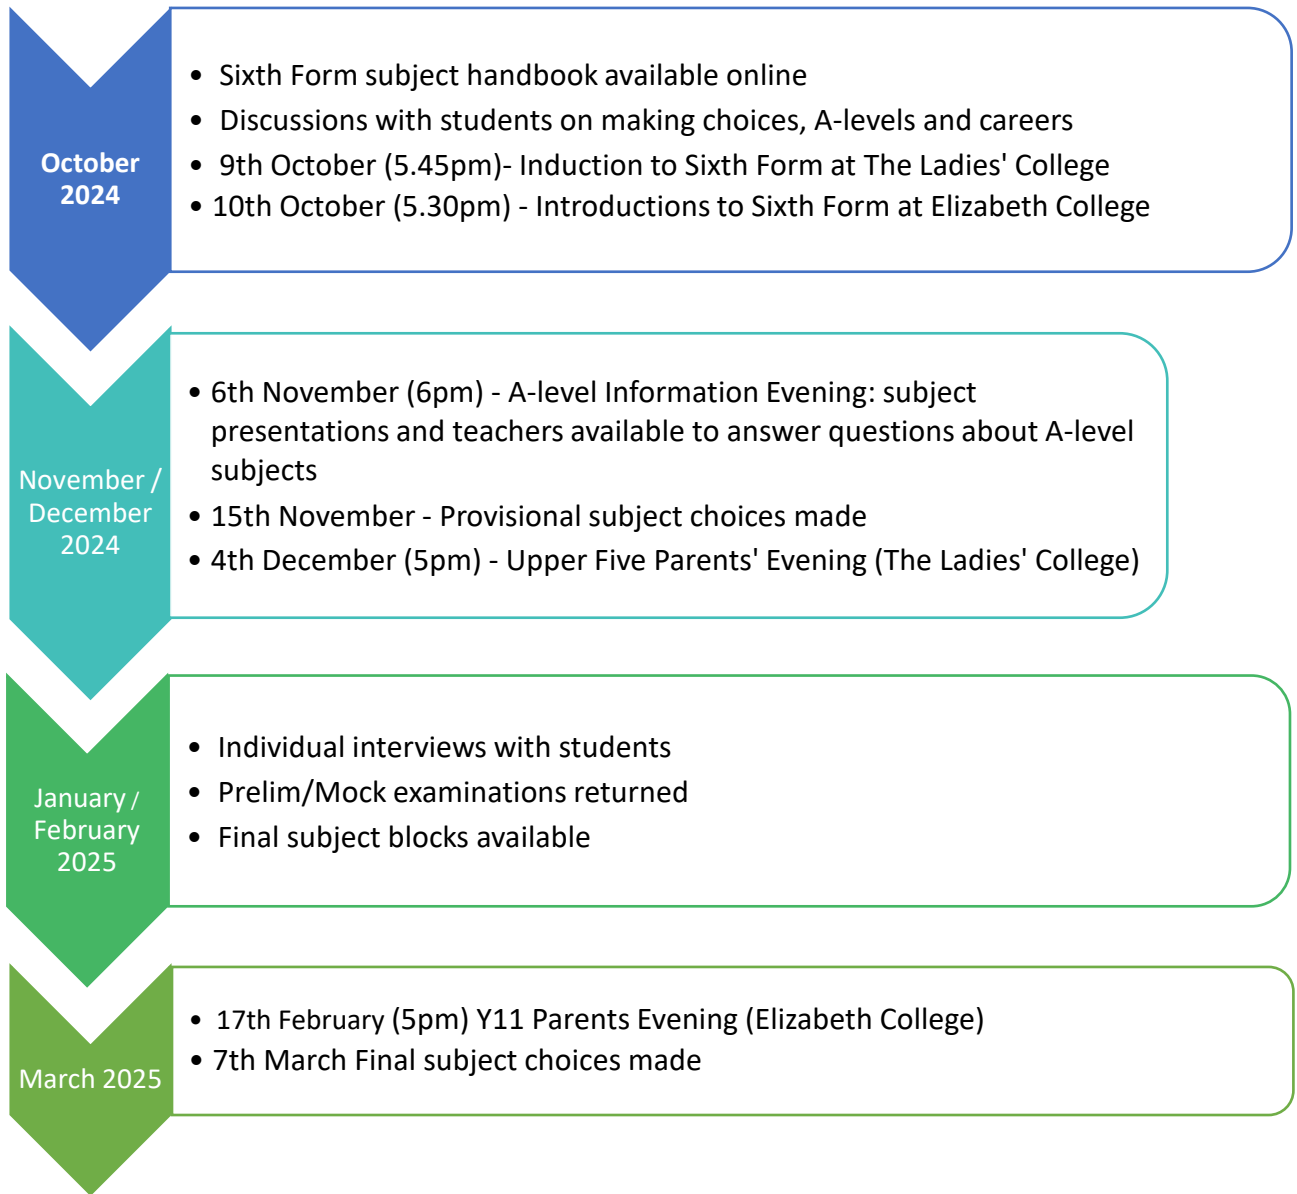 October
2024
• Sixth Form subject handbook available online
• Discussions with students on making choices, A-levels and careers
• 9th October (5.45pm)- Induction to Sixth Form at The Ladies' College
• 10th October (5.30pm) - Introductions to Sixth Form at Elizabeth College
November /
December
2024
• 6th November (6pm) - A-level Information Evening: subject
presentations and teachers available to answer questions about A-level
subjects
• 15th November - Provisional subject choices made
• 4th December (5pm) - Upper Five Parents' Evening (The Ladies' College)
January /
February
2025
• Individual interviews with students
• Prelim/Mock examinations returned
• Final subject blocks available
March 2025
• 17th February (5pm) Y11 Parents Evening (Elizabeth College)
• 7th March Final subject choices made